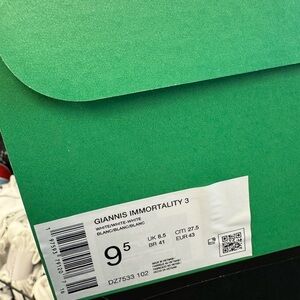 GIANNIS IMMORTALITY 3
WHITE/WHITE-WHITE
BLANC/BLANC/BLANC
9.5
UK 8.5
CITI 27.5
BR 41
EUR 43
DZ7533 102